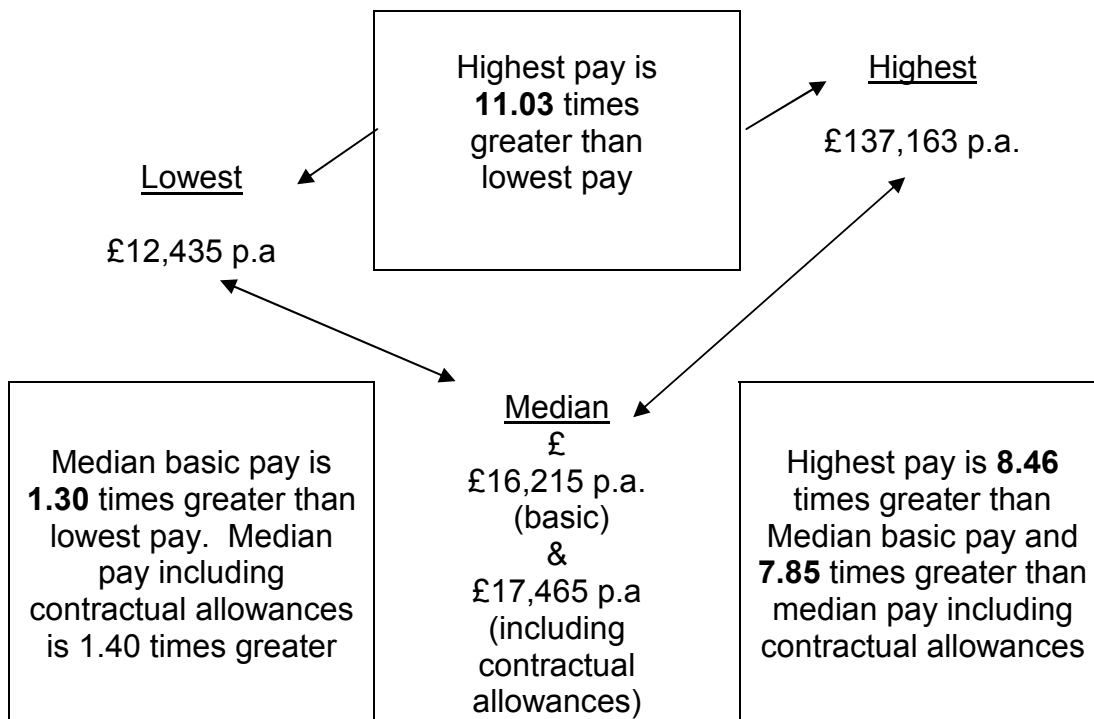 Highest pay is
11.03 times
greater than
lowest pay
Highest
£137,163 p.a.
Lowest
£12,435 p.a
Median basic pay is
1.30 times greater than
lowest pay.  Median
pay including
contractual allowances
is 1.40 times greater
Median
£
£16,215 p.a.
(basic)
&
£17,465 p.a
(including
contractual
allowances)
Highest pay is 8.46
times greater than
Median basic pay and
7.85 times greater than
median pay including
contractual allowances